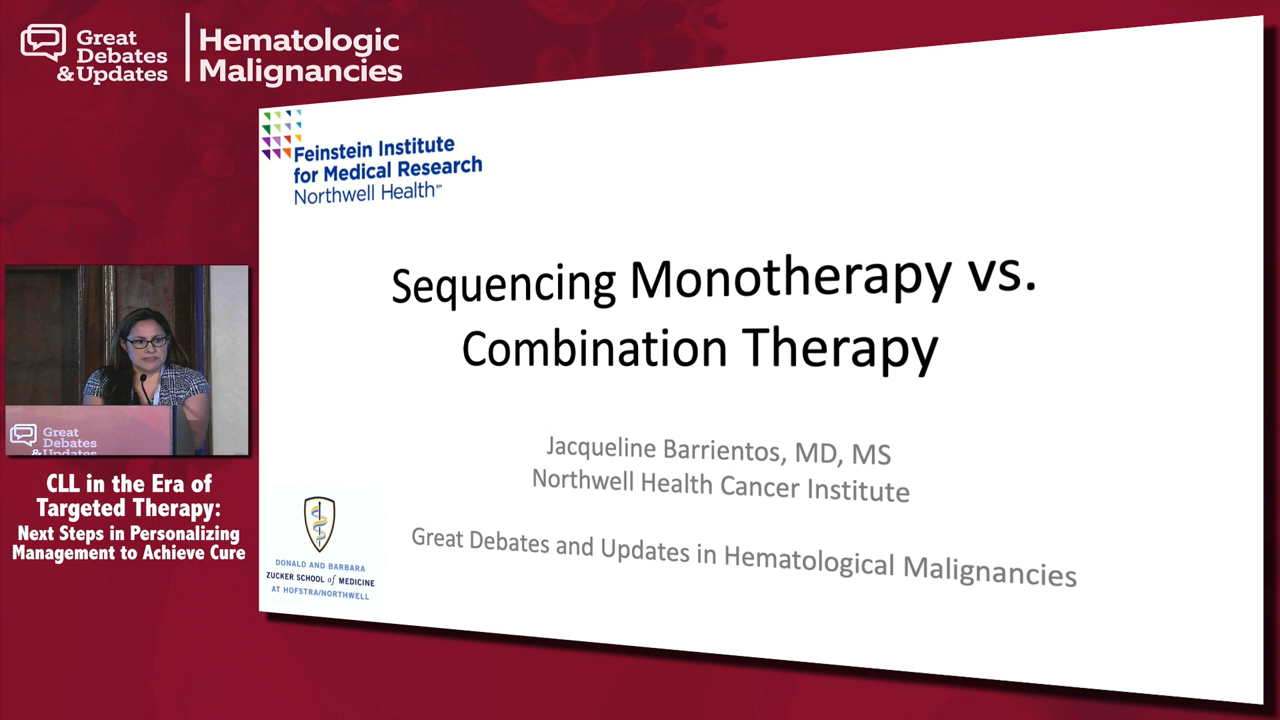 Great
Debates
& Updates
Hematologic
Malignancies
Feinstein Institute
for Medical Research
Northwell Health℠
Sequencing Monotherapy vs.
Combination Therapy
Jacqueline Barrientos, MD, MS
Northwell Health Cancer Institute
Great Debates and Updates in Hematological Malignancies
DONALD AND BARBARA
ZUCKER SCHOOL of MEDICINE
AT HOFSTRA/NORTHWELL
Great
Debates
& Updates
CLL in the Era of
Targeted Therapy:
Next Steps in Personalizing
Management to Achieve Cure